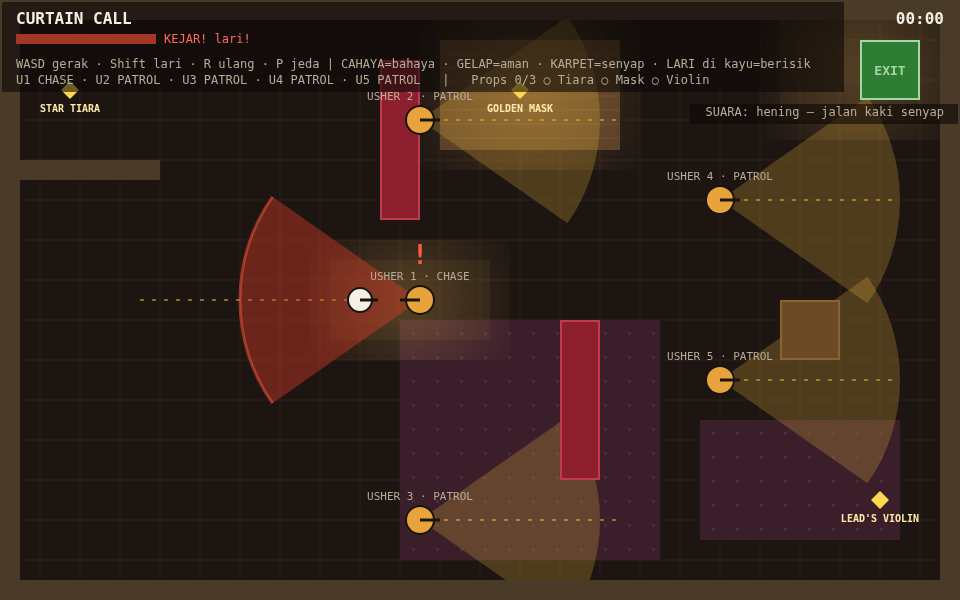 CURTAIN CALL
00:00
KEJAR! lari!
WASD gerak · Shift lari · R ulang · P jeda | CAHAYA=bahaya · GELAP=aman · KARPET=senyap · LARI di kayu=berisik
U1 CHASE · U2 PATROL · U3 PATROL · U4 PATROL · U5 PATROL | Props 0/3 ○ Tiara ○ Mask ○ Violin
EXIT
USHER 2 · PATROL
STAR TIARA
GOLDEN MASK
SUARA: hening — jalan kaki senyap
USHER 4 · PATROL
!
USHER 1 · CHASE
USHER 5 · PATROL
USHER 3 · PATROL
LEAD'S VIOLIN